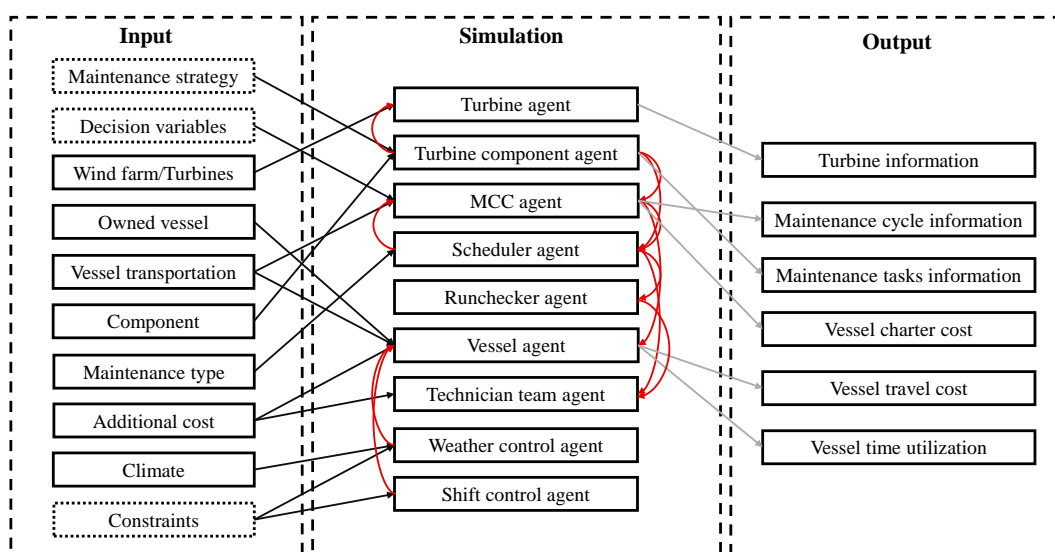 Input
Maintenance strategy
Decision variables
Wind farm/Turbines
Owned vessel
Vessel transportation
Component
Maintenance type
Additional cost
Climate
Constraints
Simulation
Turbine agent
Turbine component agent
MCC agent
Scheduler agent
Runchecker agent
Vessel agent
Technician team agent
Weather control agent
Shift control agent
Output
Turbine information
Maintenance cycle information
Maintenance tasks information
Vessel charter cost
Vessel travel cost
Vessel time utilization